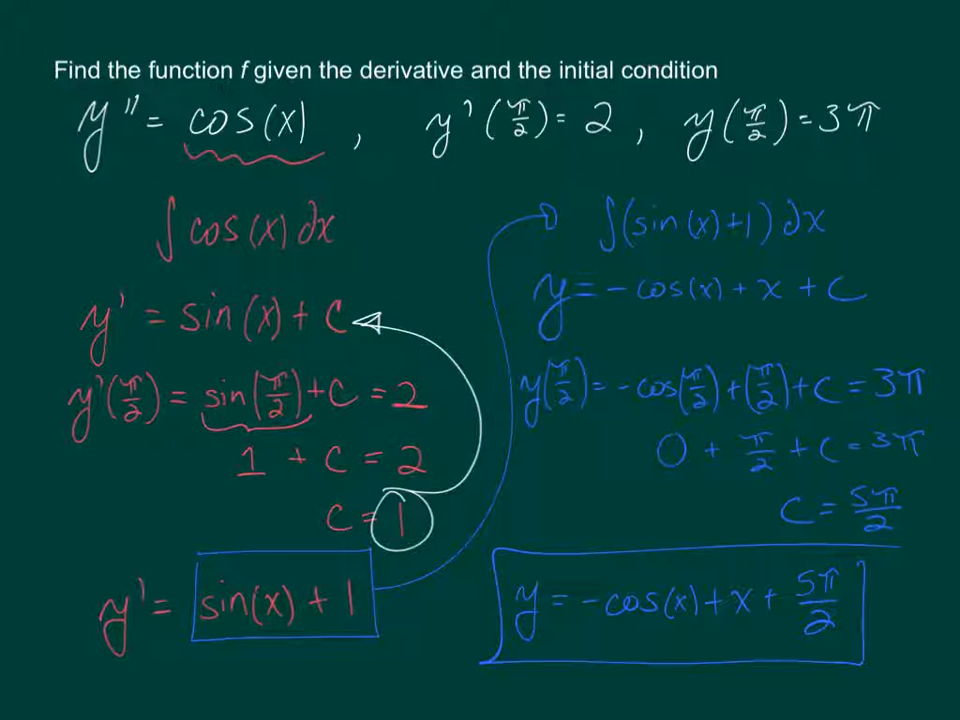 Find the function f given the derivative and the initial condition
y'' = cos(x) , y'(π/2) = 2 , y(π/2) = 3π
∫ cos(x) dx
y' = sin(x) + C
y'(π/2) = sin(π/2) + C = 2
1 + C = 2
C = 1
y' = sin(x) + 1
∫(sin(x)+1) dx
y = -cos(x) + x + C
y(π/2) = -cos(π/2) + (π/2) + C = 3π
0 + π/2 + C = 3π
C = 5π/2
y = -cos(x) + x + 5π/2